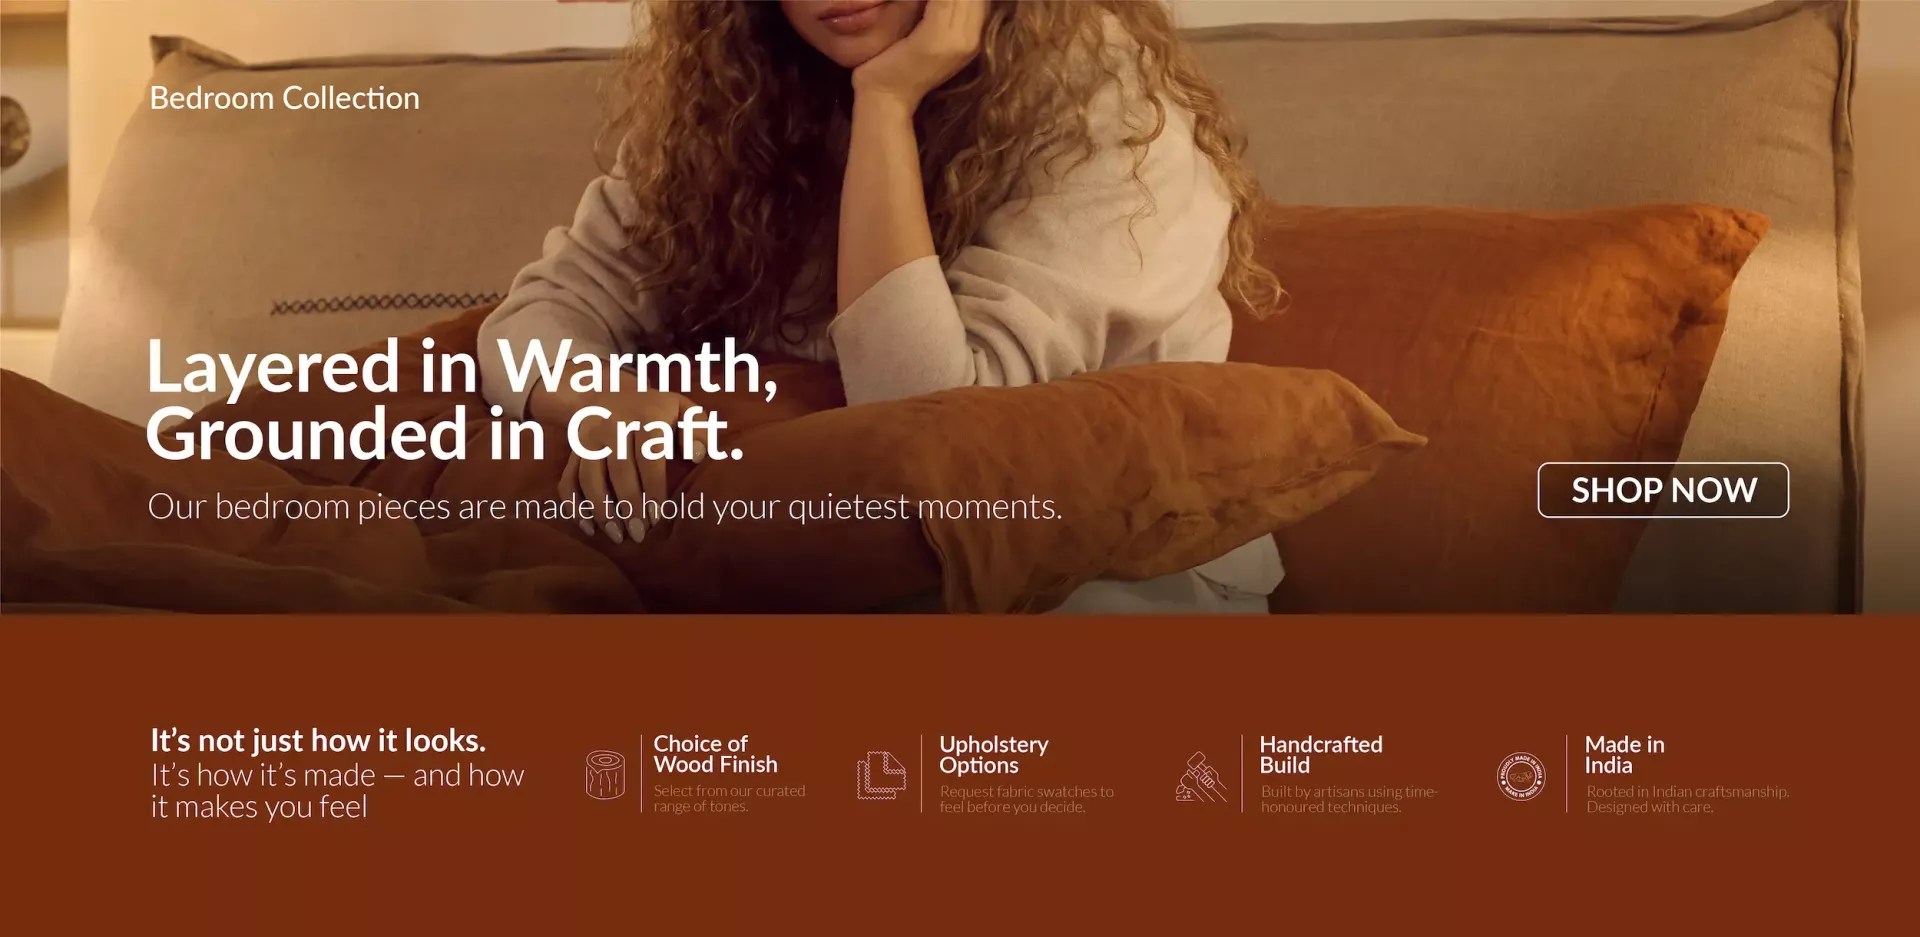 Bedroom Collection
Layered in Warmth,
Grounded in Craft.
Our bedroom pieces are made to hold your quietest moments.
SHOP NOW
It’s not just how it looks.
It’s how it’s made — and how
it makes you feel
Choice of
Wood Finish
Select from our curated
range of tones.
Upholstery
Options
Request fabric swatches to
feel before you decide.
Handcrafted
Build
Built by artisans using time-
honoured techniques.
PROUDLY MADE IN INDIA
MAKE IN INDIA
Made in
India
Rooted in Indian craftsmanship.
Designed with care.